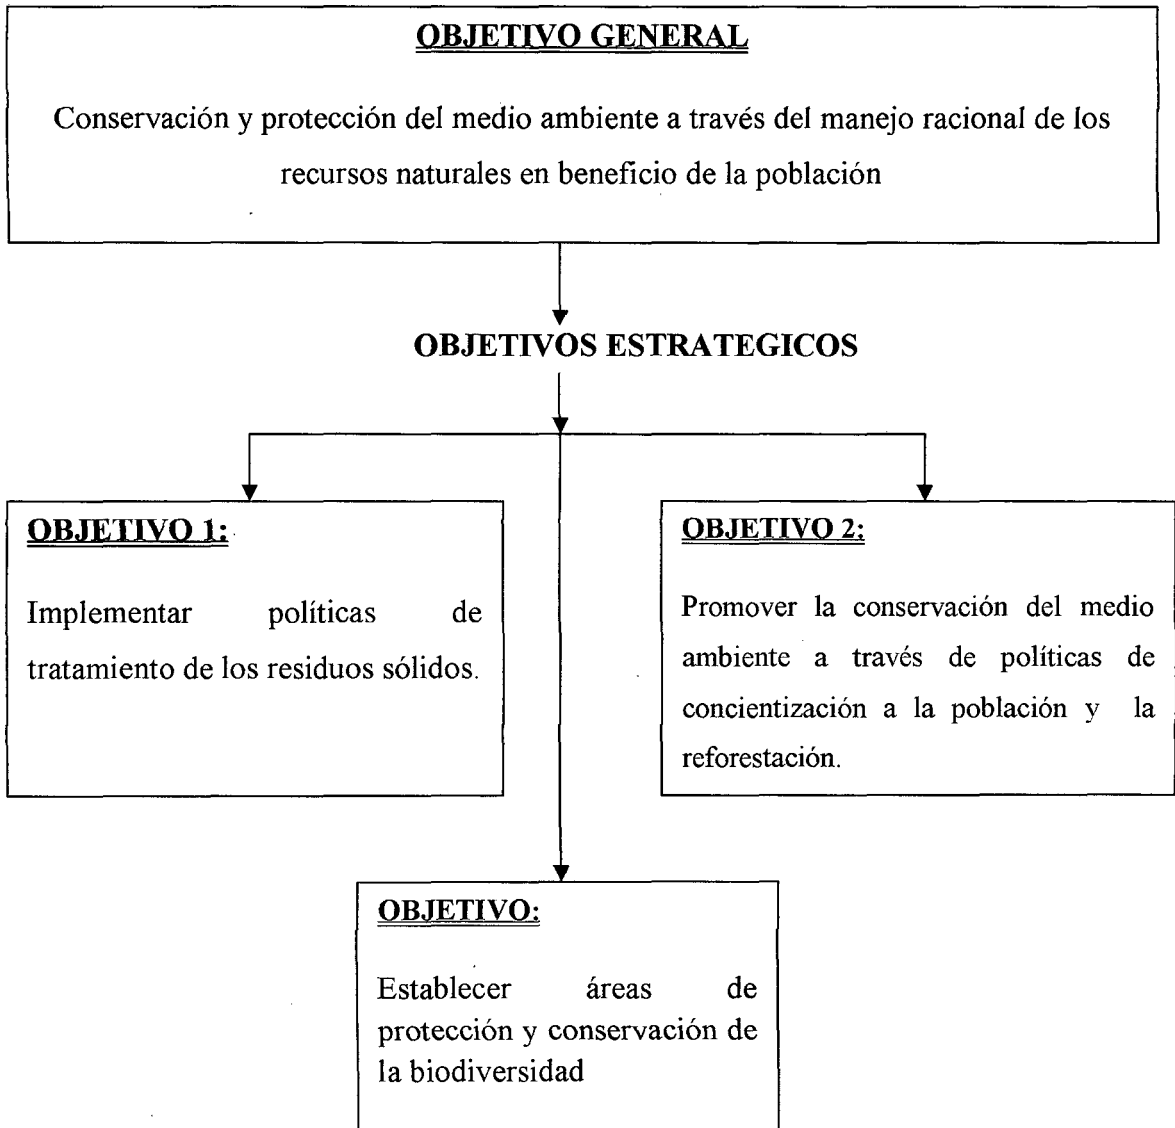 OBJETIVO GENERAL
Conservación y protección del medio ambiente a través del manejo racional de los
recursos naturales en beneficio de la población
OBJETIVOS ESTRATEGICOS
OBJETIVO 1:
Implementar políticas de
tratamiento de los residuos sólidos.
OBJETIVO 2:
Promover la conservación del medio
ambiente a través de políticas de
concientización a la población y la
reforestación.
OBJETIVO:
Establecer áreas de
protección y conservación de
la biodiversidad